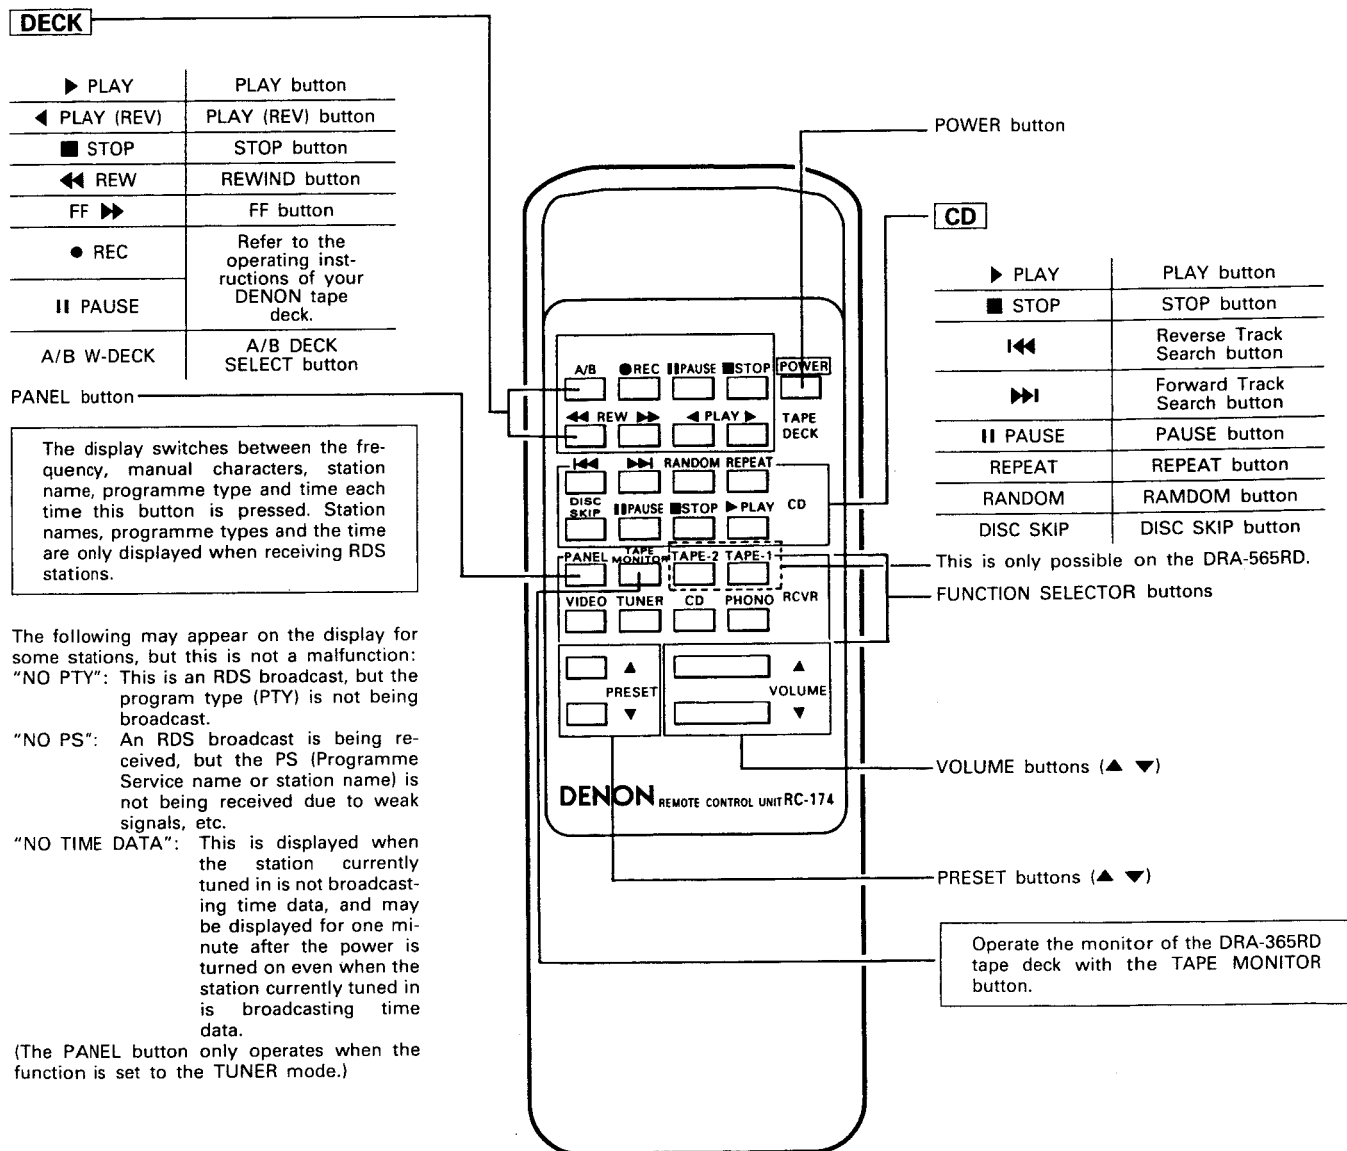 DECK
▶ PLAY PLAY button
◀ PLAY (REV) PLAY (REV) button
■ STOP STOP button
◀◀ REW REWIND button
FF ▶▶ FF button
● REC
II PAUSE
Refer to the
operating inst-
ructions of your
DENON tape
deck.
A/B W-DECK
A/B DECK
SELECT button
PANEL button
The display switches between the fre-
quency, manual characters, station
name, programme type and time each
time this button is pressed. Station
names, programme types and the time
are only displayed when receiving RDS
stations.
The following may appear on the display for
some stations, but this is not a malfunction:
"NO PTY": This is an RDS broadcast, but the
program type (PTY) is not being
broadcast.
"NO PS": An RDS broadcast is being re-
ceived, but the PS (Programme
Service name or station name) is
not being received due to weak
signals, etc.
"NO TIME DATA": This is displayed when
the station currently
tuned in is not broadcast-
ing time data, and may
be displayed for one mi-
nute after the power is
turned on even when the
station currently tuned in
is broadcasting time
data.
(The PANEL button only operates when the
function is set to the TUNER mode.)
A/B ●REC IIPAUSE ■STOP POWER
◀◀ REW ▶▶ ◀ PLAY ▶ TAPE
DECK
I◀◀ ▶▶I RANDOM REPEAT
DISC
SKIP IIPAUSE ■STOP ▶PLAY CD
PANEL TAPE
MONITOR TAPE-2 TAPE-1
VIDEO TUNER CD PHONO RCVR
▲ ▲
PRESET VOLUME
▼ ▼
DENON REMOTE CONTROL UNIT RC-174
POWER button
CD
▶ PLAY PLAY button
■ STOP STOP button
I◀◀ Reverse Track
Search button
▶▶I Forward Track
Search button
II PAUSE PAUSE button
REPEAT REPEAT button
RANDOM RAMDOM button
DISC SKIP DISC SKIP button
This is only possible on the DRA-565RD.
FUNCTION SELECTOR buttons
VOLUME buttons (▲ ▼)
PRESET buttons (▲ ▼)
Operate the monitor of the DRA-365RD
tape deck with the TAPE MONITOR
button.